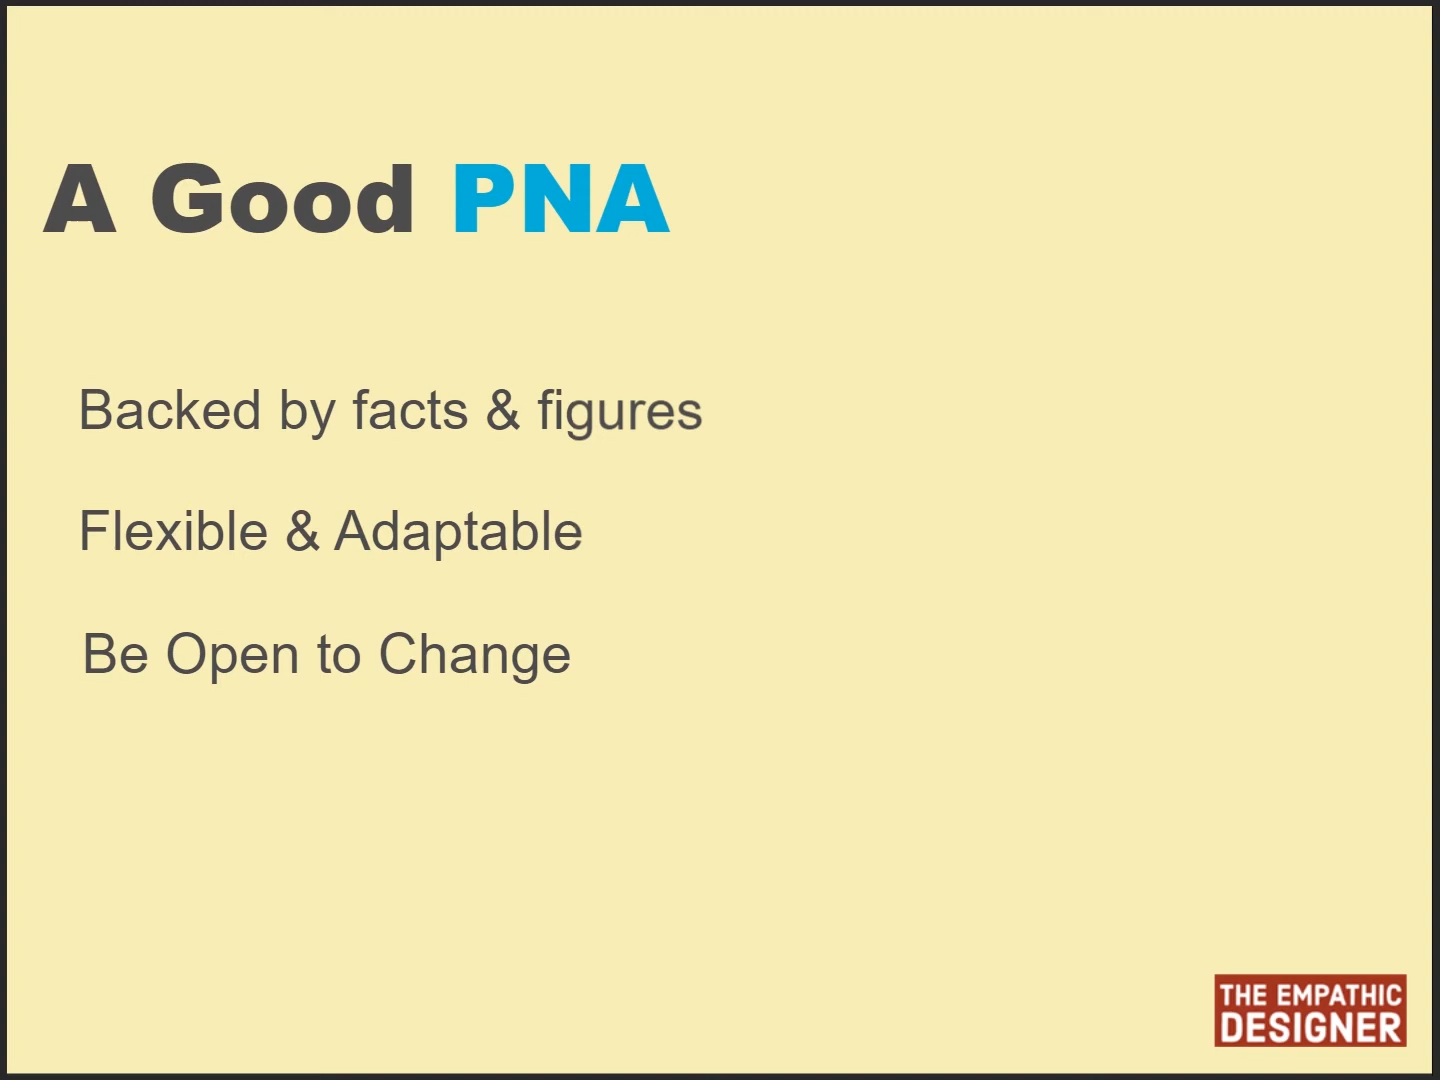 A Good PNA
Backed by facts & figures
Flexible & Adaptable
Be Open to Change
THE EMPATHIC
DESIGNER